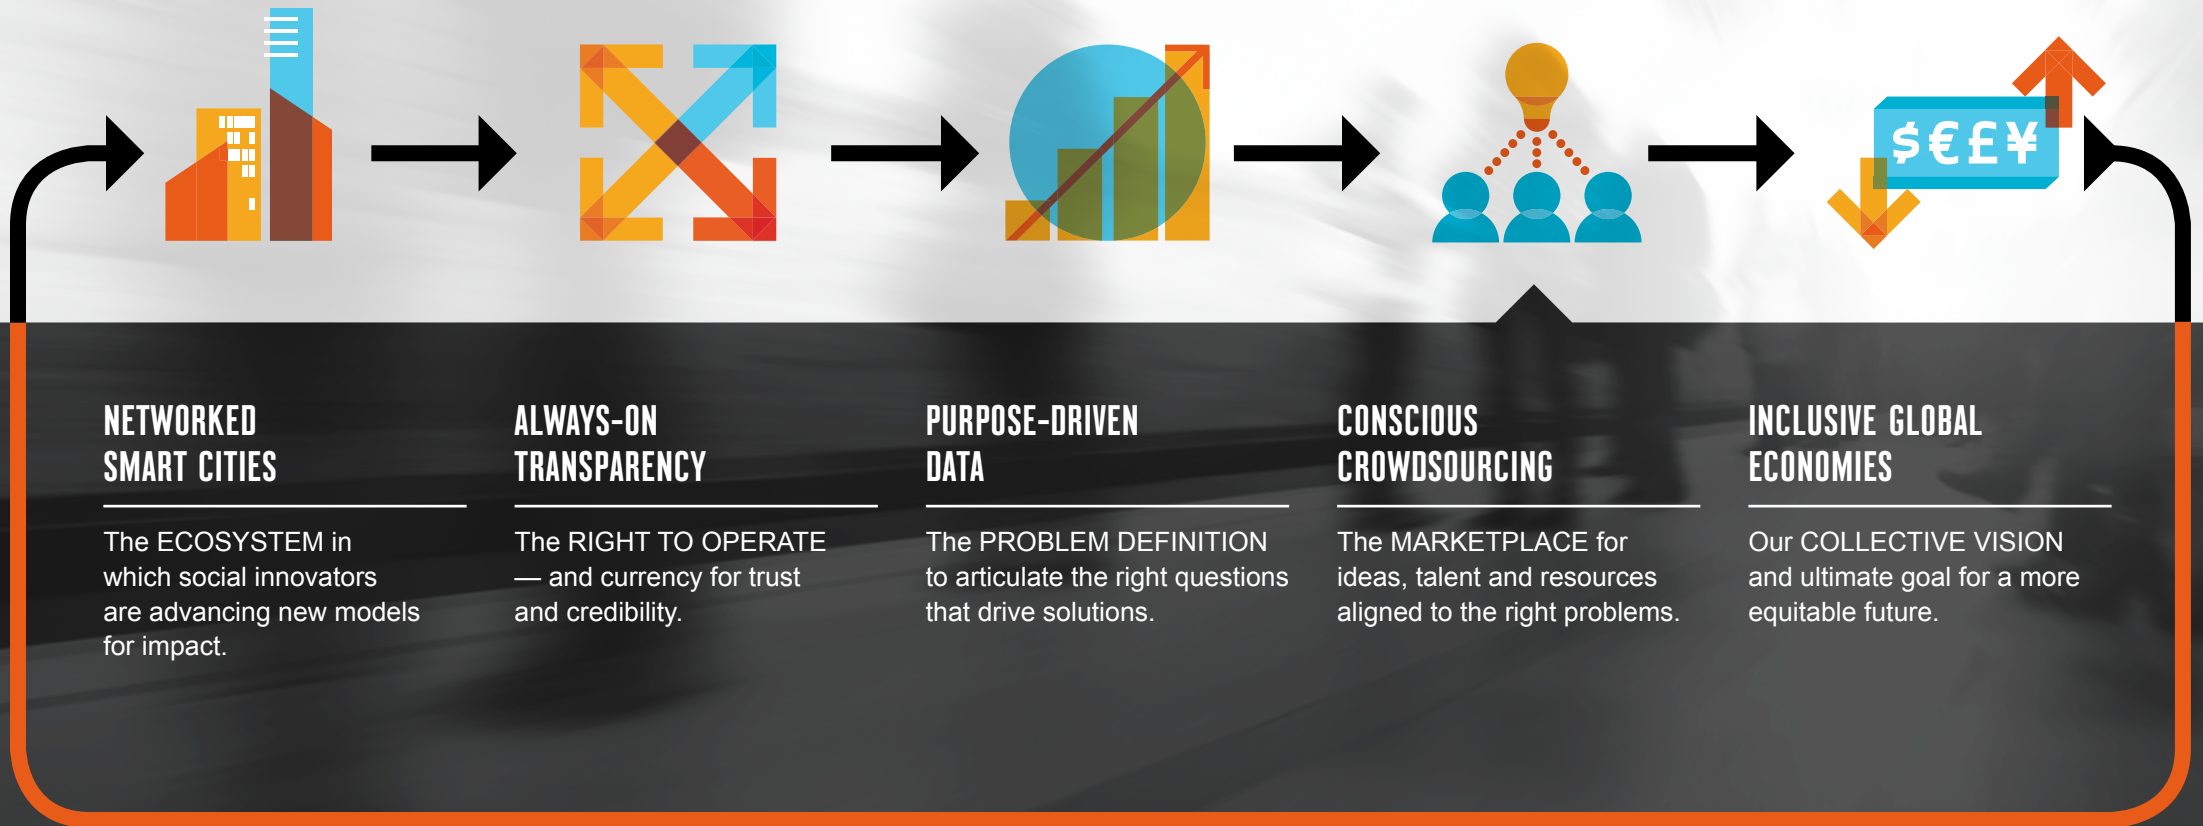 $€£¥
NETWORKED
SMART CITIES
The ECOSYSTEM in
which social innovators
are advancing new models
for impact.
ALWAYS-ON
TRANSPARENCY
The RIGHT TO OPERATE
— and currency for trust
and credibility.
PURPOSE-DRIVEN
DATA
The PROBLEM DEFINITION
to articulate the right questions
that drive solutions.
CONSCIOUS
CROWDSOURCING
The MARKETPLACE for
ideas, talent and resources
aligned to the right problems.
INCLUSIVE GLOBAL
ECONOMIES
Our COLLECTIVE VISION
and ultimate goal for a more
equitable future.